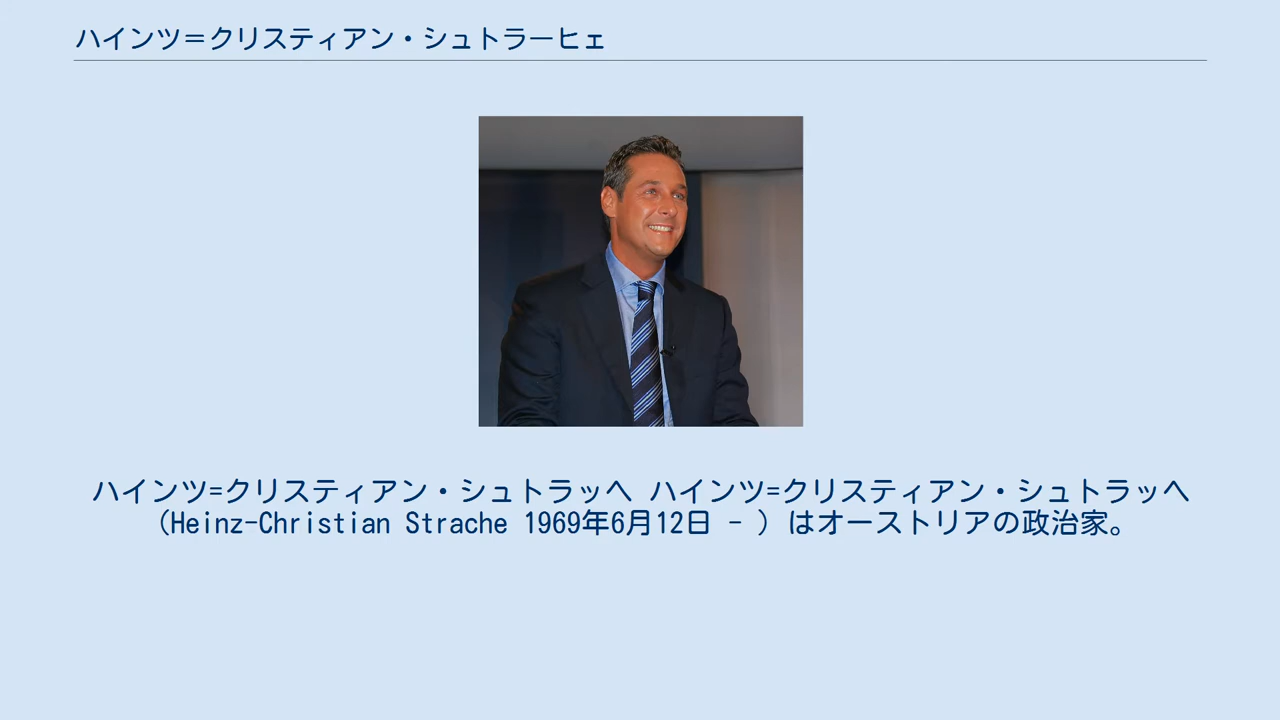 ハインツ＝クリスティアン・シュトラーヒェ
ハインツ=クリスティアン・シュトラッヘ ハインツ=クリスティアン・シュトラッヘ
（Heinz-Christian Strache 1969年6月12日 - ）はオーストリアの政治家。